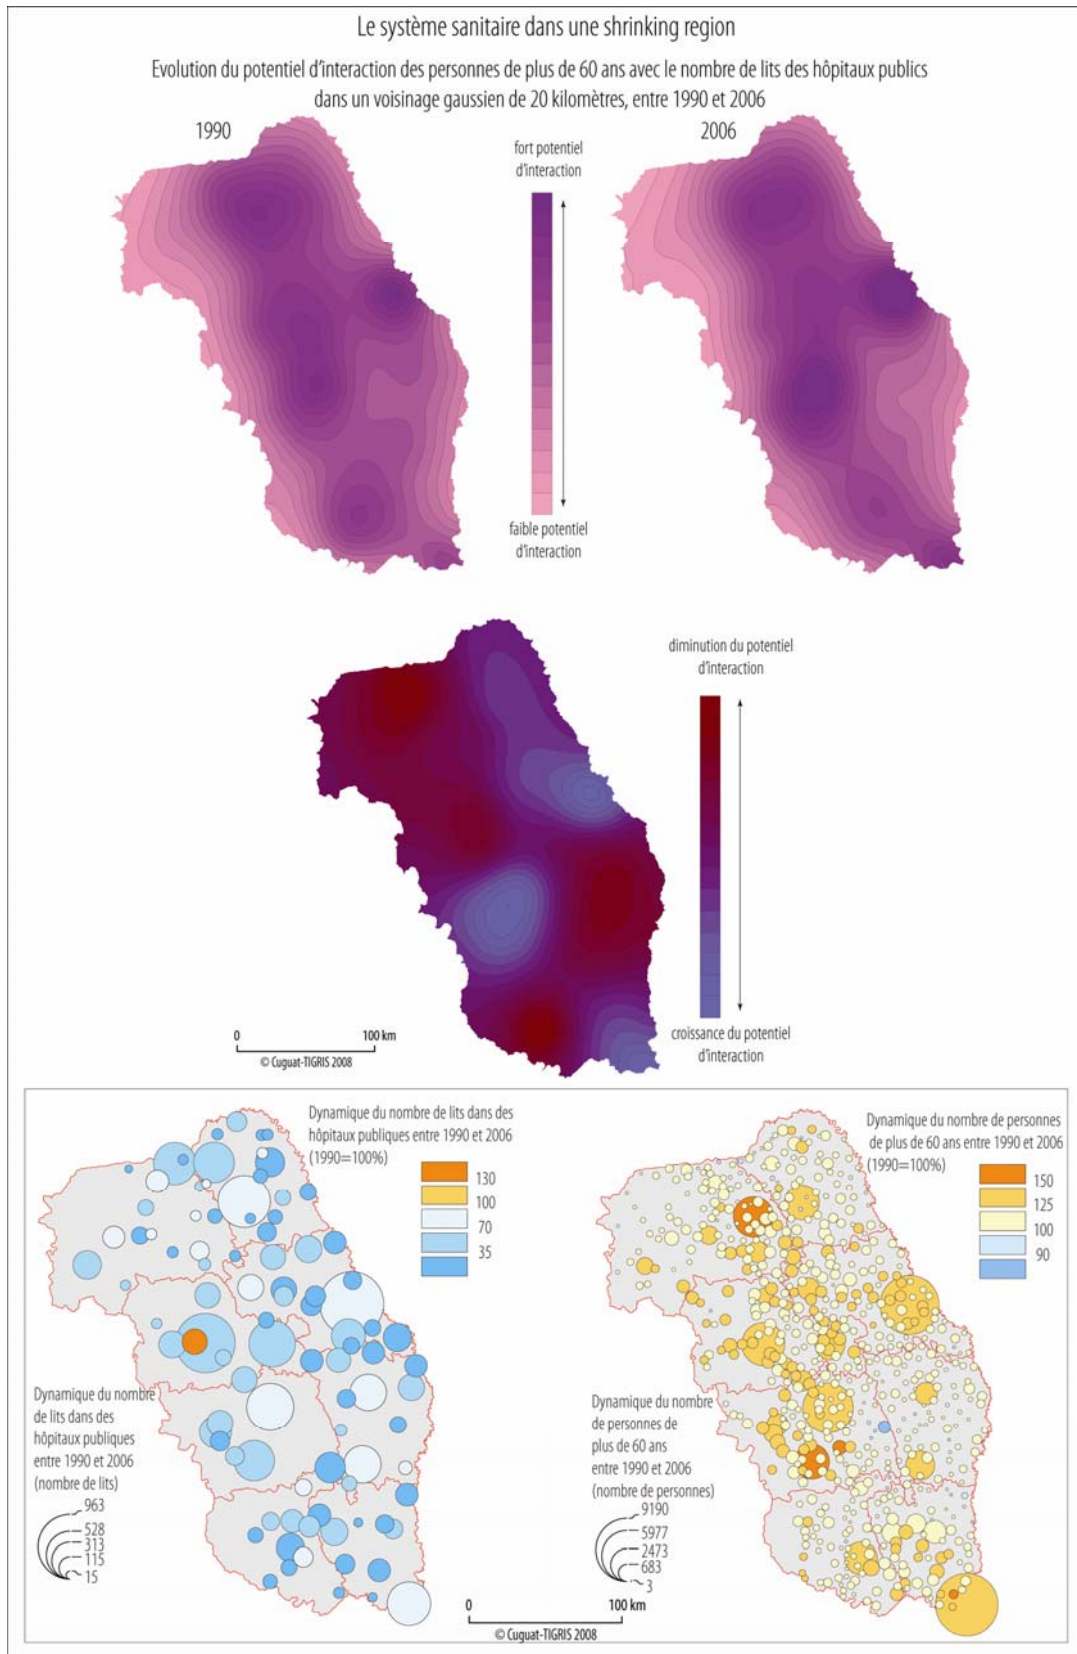 Le système sanitaire dans une shrinking region
Evolution du potentiel d'interaction des personnes de plus de 60 ans avec le nombre de lits des hôpitaux publics
dans un voisinage gaussien de 20 kilomètres, entre 1990 et 2006
1990
2006
fort potentiel
d'interaction
faible potentiel
d'interaction
diminution du potentiel
d'interaction
croissance du potentiel
d'interaction
0 100 km
© Cuguat-TIGRIS 2008
Dynamique du nombre de lits dans des
hôpitaux publiques entre 1990 et 2006
(1990=100%)
130
100
70
35
Dynamique du nombre
de lits dans des
hôpitaux publiques
entre 1990 et 2006
(nombre de lits)
963
528
313
115
15
Dynamique du nombre de personnes
de plus de 60 ans entre 1990 et 2006
(1990=100%)
150
125
100
90
Dynamique du nombre
de personnes de
plus de 60 ans
entre 1990 et 2006
(nombre de personnes)
9190
5977
2473
683
3
0 100 km
© Cuguat-TIGRIS 2008